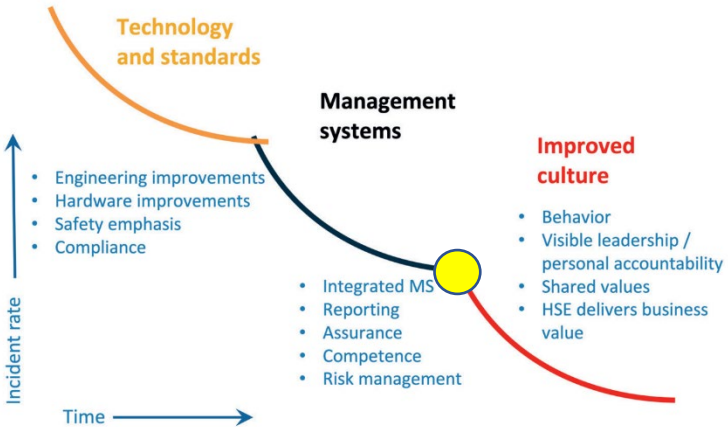 Technology
and standards
• Engineering improvements
• Hardware improvements
• Safety emphasis
• Compliance
Management
systems
• Integrated MS
• Reporting
• Assurance
• Competence
• Risk management
Improved
culture
• Behavior
• Visible leadership /
personal accountability
• Shared values
• HSE delivers business
value
Incident rate
Time